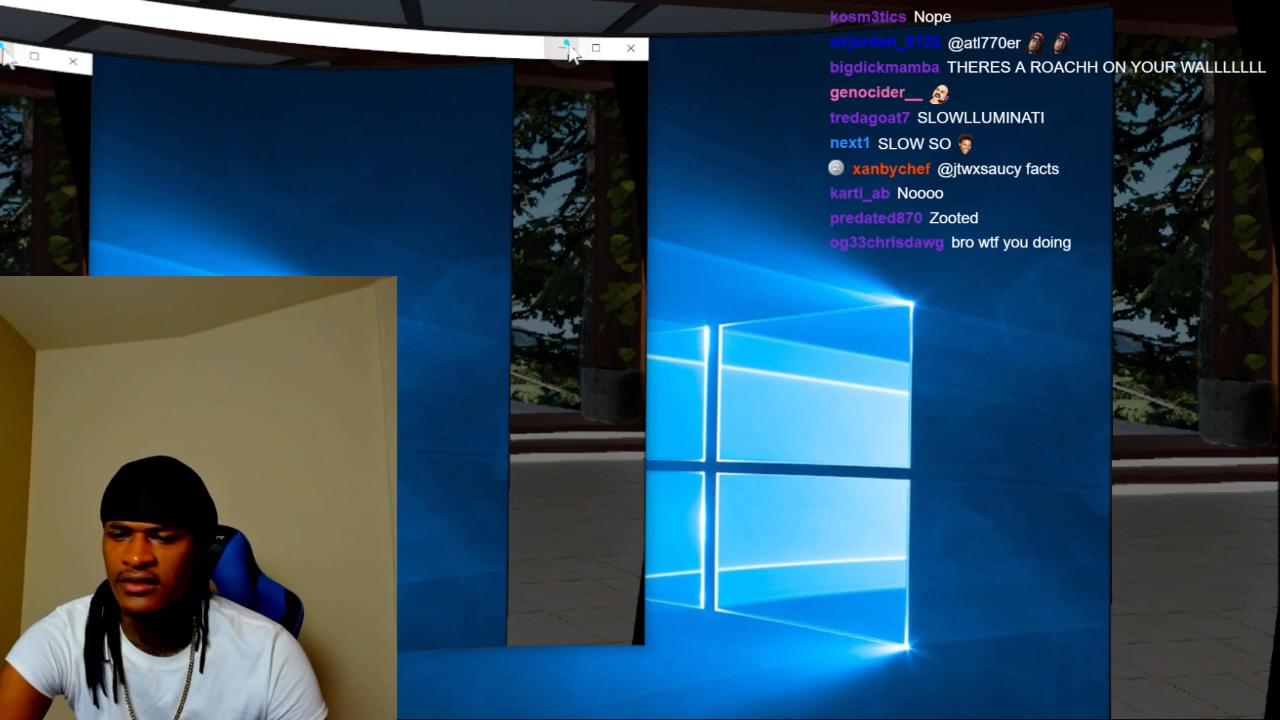 kosm3tics Nope
airjordan_8123 @atl770er
bigdickmamba THERES A ROACHH ON YOUR WALLLLLLL
genocider__
tredagoat7 SLOWLLUMINATI
next1 SLOW SO
xanbychef @jtwxsaucy facts
karti_ab Noooo
predated870 Zooted
og33chrisdawg bro wtf you doing